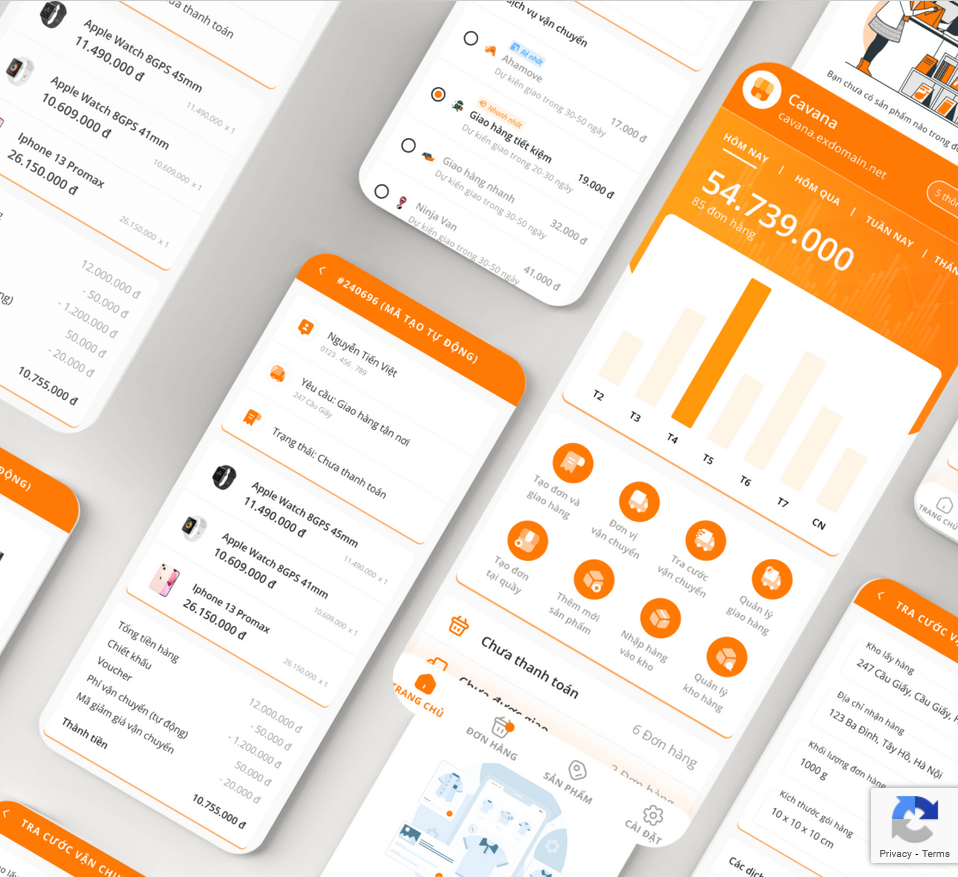 hưa thanh toán
Apple Watch 8GPS 45mm
11.490.000 đ
11.490.000 x 1
Apple Watch 8GPS 41mm
10.609.000 đ
10.609.000 x 1
Iphone 13 Promax
26.150.000 đ
26.150.000 x 1
12.000.000 đ
- 50.000 đ
- 1.200.000 đ
50.000 đ
- 20.000 đ
10.755.000 đ
ịch vụ vận chuyển
Rẻ nhất
Ahamove
Dự kiến giao trong 30-50 ngày
17.000 đ
Nhanh nhất
Giao hàng tiết kiệm
Dự kiến giao trong 20-30 ngày
19.000 đ
Giao hàng nhanh
Dự kiến giao trong 30-50 ngày
32.000 đ
Ninja Van
Dự kiến giao trong 30-50 ngày
41.000 đ
Bạn chưa có sản phẩm nào trong đ
Cavana
cavana.exdomain.net
5 thô
HÔM NAY | HÔM QUA | TUẦN NAY | THÁN
54.739.000
85 đơn hàng
T2
T3
T4
T5
T6
T7
CN
Tạo đơn và
giao hàng
Đơn vị
vận chuyển
Tra cước
vận chuyển
Quản lý
giao hàng
Tạo đơn
tại quầy
Thêm mới
sản phẩm
Nhập hàng
vào kho
Quản lý
kho hàng
Chưa thanh toán
6 Đơn hàng
Chưa được giao
2 Đơn hàng
TRANG CHỦ
ĐƠN HÀNG
SẢN PHẨM
CÀI ĐẶT
#240696 (MÃ TẠO TỰ ĐỘNG)
Nguyễn Tiến Việt
0123 . 456 . 789
Yêu cầu: Giao hàng tận nơi
247 Cầu Giấy
Trạng thái: Chưa thanh toán
Apple Watch 8GPS 45mm
11.490.000 đ
11.490.000 x 1
Apple Watch 8GPS 41mm
10.609.000 đ
10.609.000 x 1
Iphone 13 Promax
26.150.000 đ
26.150.000 x 1
Tổng tiền hàng
12.000.000 đ
Chiết khấu
- 50.000 đ
Voucher
- 1.200.000 đ
Phí vận chuyển (tự động)
50.000 đ
Mã giảm giá vận chuyển
- 20.000 đ
Thành tiền
10.755.000 đ
ĐỘNG)
TRA CƯỚC VẬN CHU
TRANG CHỦ
TRA CƯỚC VẬ
Kho lấy hàng
247 Cầu Giấy, Cầu Giấy, H
Địa chỉ nhận hàng
123 Ba Đình, Tây Hồ, Hà Nội
Khối lượng đơn hàng
1000 g
Kích thước gói hàng
10 x 10 x 10 cm
Các dịc
Privacy - Terms